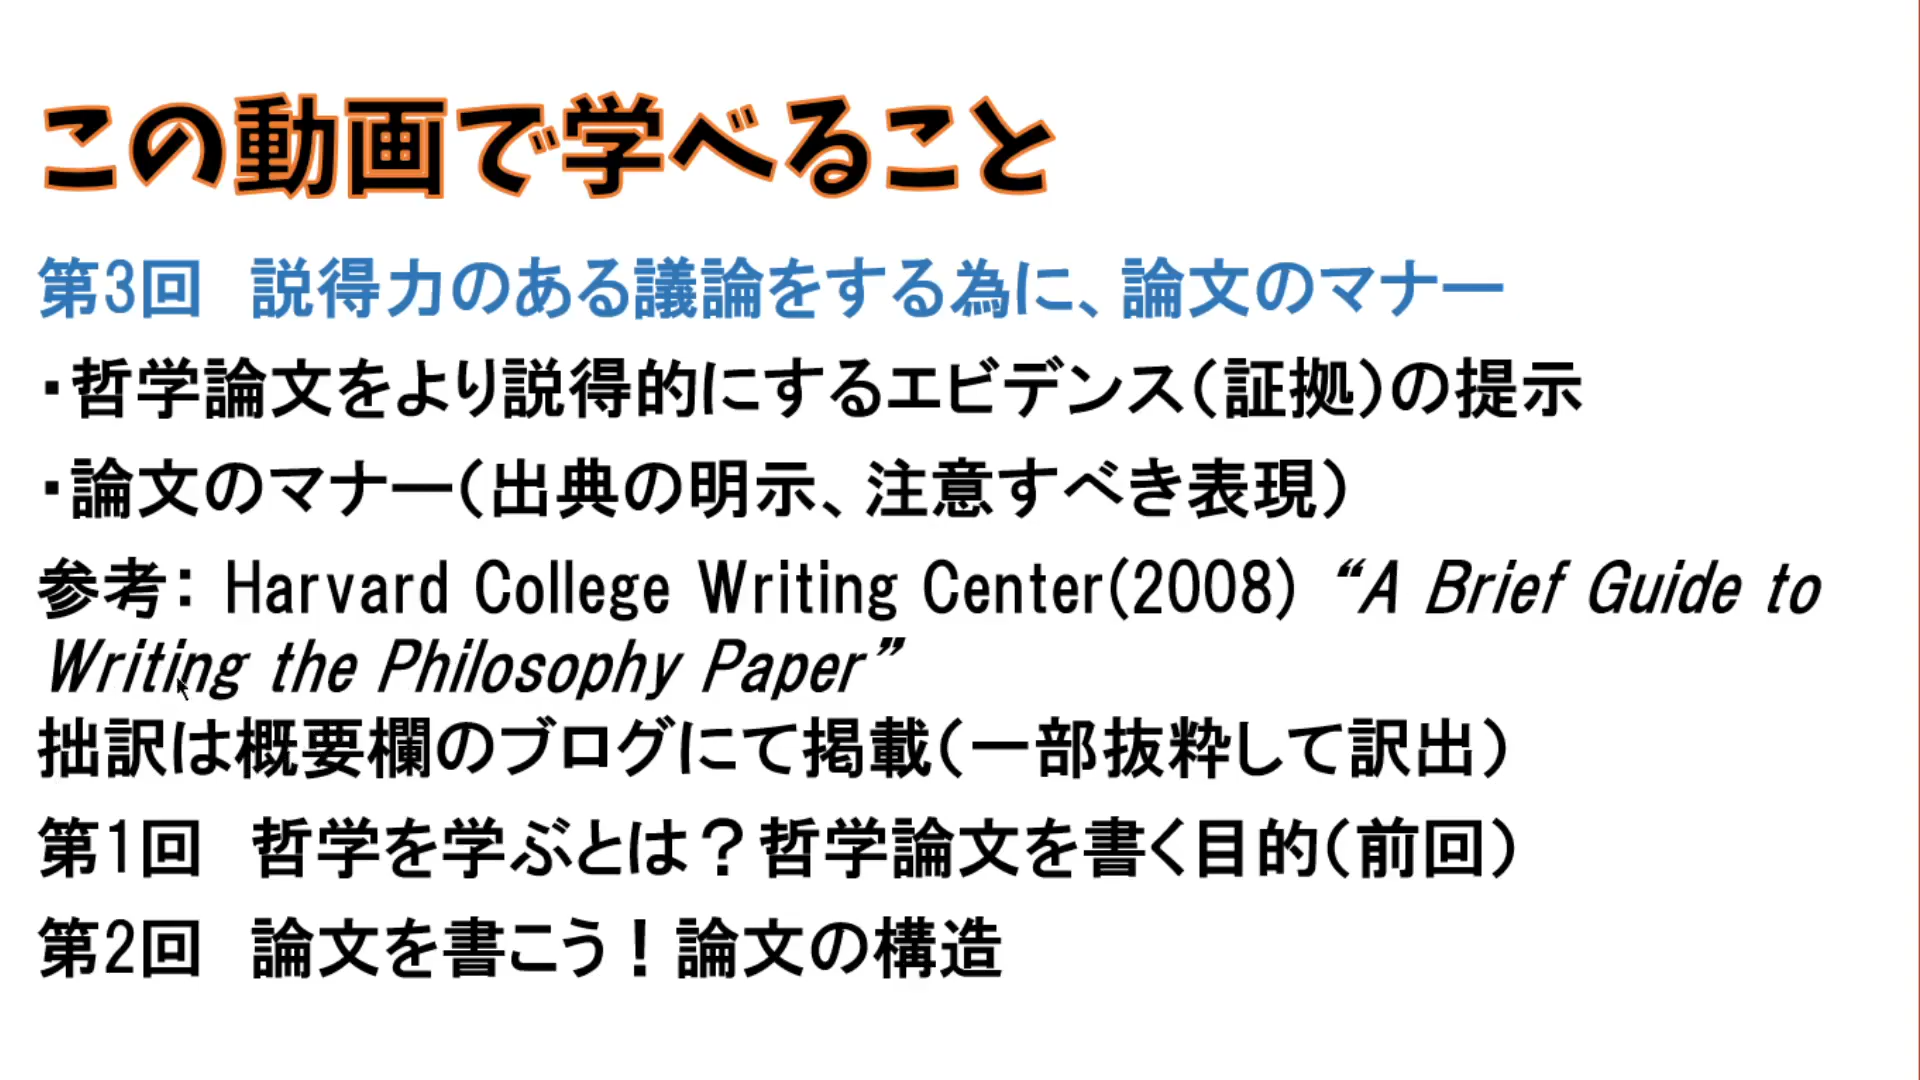 この動画で学べること
第3回　説得力のある議論をする為に、論文のマナー
・哲学論文をより説得的にするエビデンス（証拠）の提示
・論文のマナー（出典の明示、注意すべき表現）
参考： Harvard College Writing Center(2008) “A Brief Guide to
Writing the Philosophy Paper”
拙訳は概要欄のブログにて掲載（一部抜粋して訳出）
第1回　哲学を学ぶとは？哲学論文を書く目的（前回）
第2回　論文を書こう！論文の構造